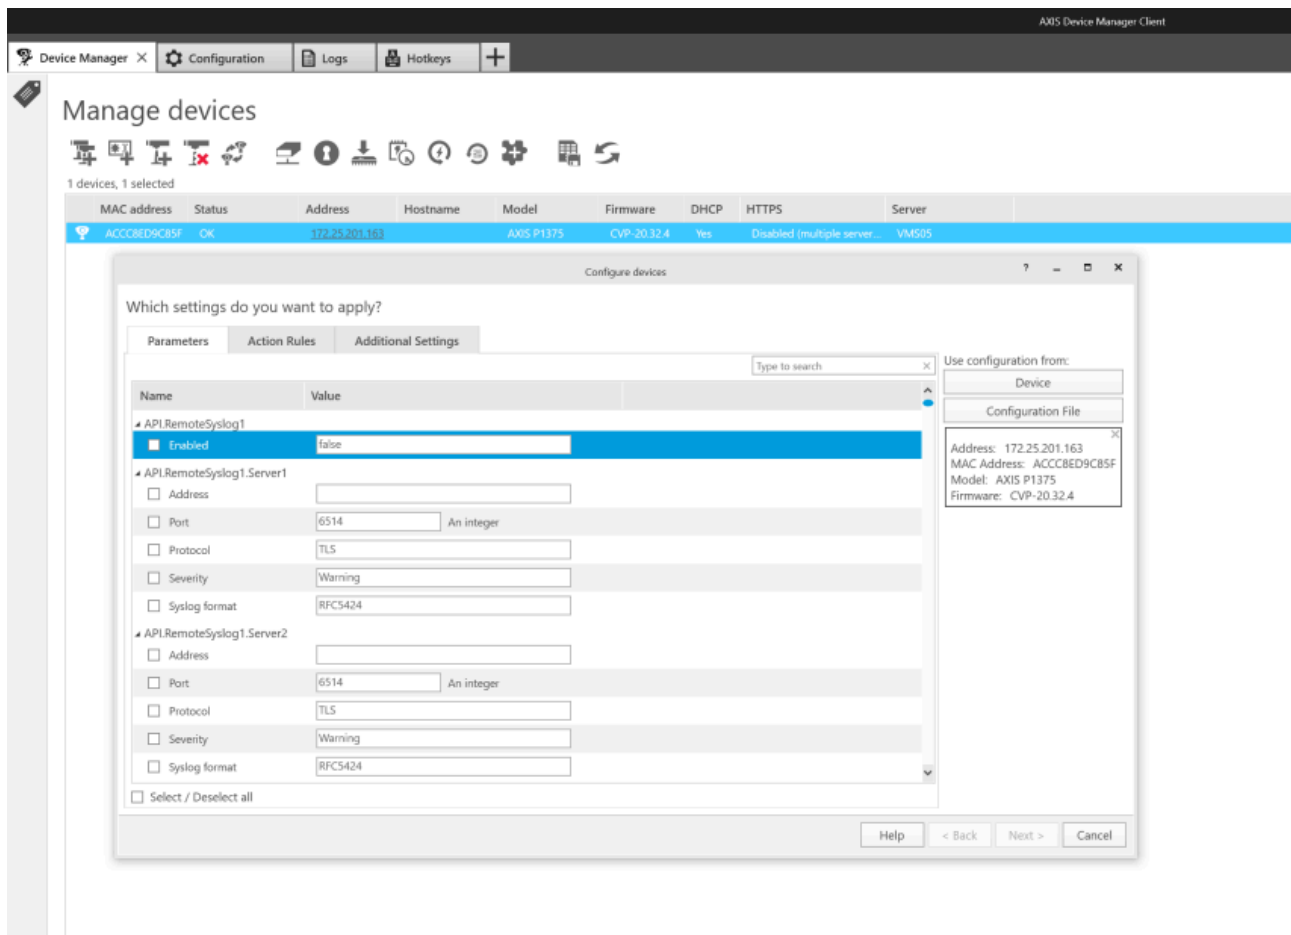 AXIS Device Manager Client
Device Manager Configuration Logs Hotkeys
Manage devices
1 devices, 1 selected
MAC address Status Address Hostname Model Firmware DHCP HTTPS Server
ACCC8ED9C85F OK 172.25.201.163 AXIS P1375 CVP-20.32.4 Yes Disabled (multiple server... VMS05
Configure devices ?
Which settings do you want to apply?
Parameters Action Rules Additional Settings
Type to search
Use configuration from:
Device
Configuration File
Address: 172.25.201.163
MAC Address: ACCC8ED9C85F
Model: AXIS P1375
Firmware: CVP-20.32.4
Name Value
API.RemoteSyslog1
Enabled false
API.RemoteSyslog1.Server1
Address
Port 6514 An integer
Protocol TLS
Severity Warning
Syslog format RFC5424
API.RemoteSyslog1.Server2
Address
Port 6514 An integer
Protocol TLS
Severity Warning
Syslog format RFC5424
Select / Deselect all
Help < Back Next > Cancel